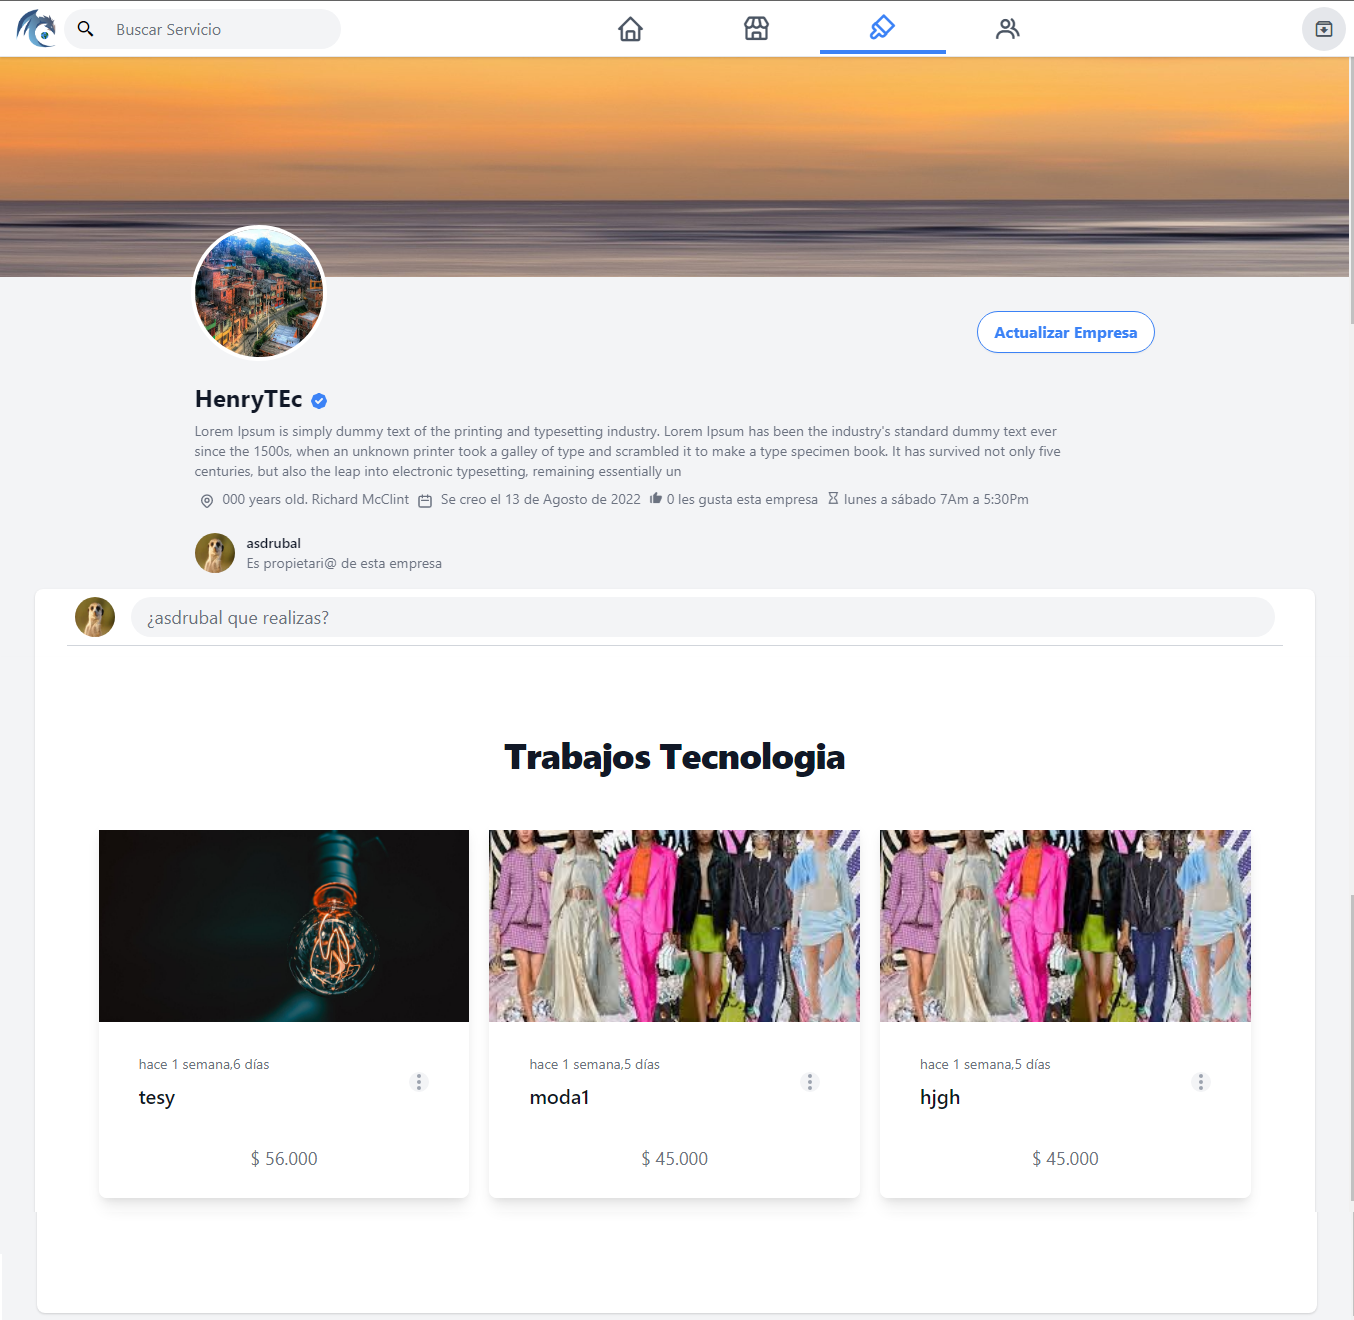 Buscar Servicio
Actualizar Empresa
HenryTEc
Lorem Ipsum is simply dummy text of the printing and typesetting industry. Lorem Ipsum has been the industry's standard dummy text ever
since the 1500s, when an unknown printer took a galley of type and scrambled it to make a type specimen book. It has survived not only five
centuries, but also the leap into electronic typesetting, remaining essentially un
000 years old. Richard McClint Se creo el 13 de Agosto de 2022 0 les gusta esta empresa lunes a sábado 7Am a 5:30Pm
asdrubal
Es propietari@ de esta empresa
¿asdrubal que realizas?
Trabajos Tecnologia
hace 1 semana,6 días
tesy
$ 56.000
hace 1 semana,5 días
moda1
$ 45.000
hace 1 semana,5 días
hjgh
$ 45.000